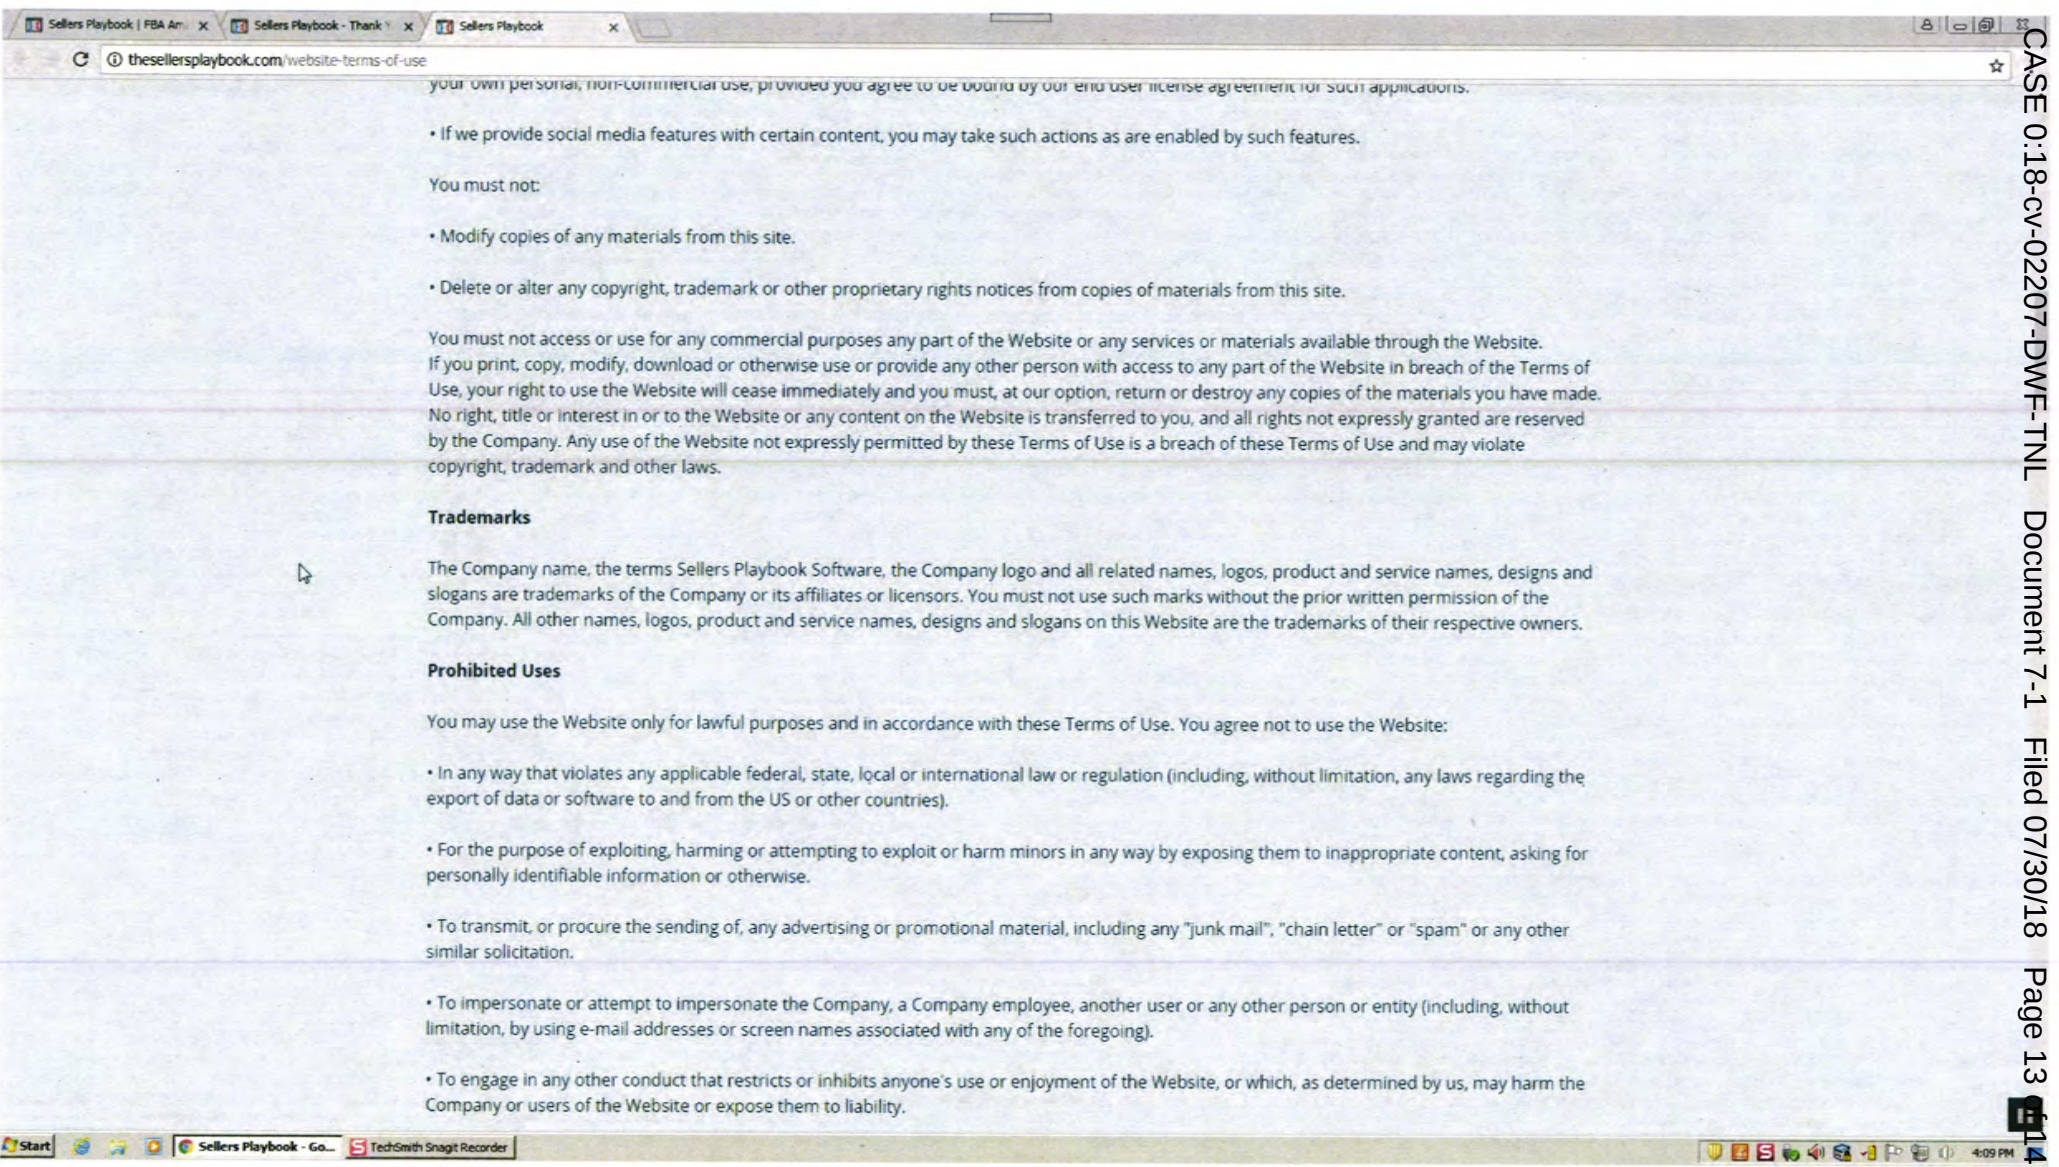 Sellers Playbook | FBA Am
Sellers Playbook - Thank Y
Sellers Playbook
thesellersplaybook.com/website-terms-of-use
your own personal, non-commercial use, provided you agree to be bound by our end user license agreement for such applications.
• If we provide social media features with certain content, you may take such actions as are enabled by such features.
You must not:
• Modify copies of any materials from this site.
• Delete or alter any copyright, trademark or other proprietary rights notices from copies of materials from this site.
You must not access or use for any commercial purposes any part of the Website or any services or materials available through the Website.
If you print, copy, modify, download or otherwise use or provide any other person with access to any part of the Website in breach of the Terms of
Use, your right to use the Website will cease immediately and you must, at our option, return or destroy any copies of the materials you have made.
No right, title or interest in or to the Website or any content on the Website is transferred to you, and all rights not expressly granted are reserved
by the Company. Any use of the Website not expressly permitted by these Terms of Use is a breach of these Terms of Use and may violate
copyright, trademark and other laws.
Trademarks
The Company name, the terms Sellers Playbook Software, the Company logo and all related names, logos, product and service names, designs and
slogans are trademarks of the Company or its affiliates or licensors. You must not use such marks without the prior written permission of the
Company. All other names, logos, product and service names, designs and slogans on this Website are the trademarks of their respective owners.
Prohibited Uses
You may use the Website only for lawful purposes and in accordance with these Terms of Use. You agree not to use the Website:
• In any way that violates any applicable federal, state, local or international law or regulation (including, without limitation, any laws regarding the
export of data or software to and from the US or other countries).
• For the purpose of exploiting, harming or attempting to exploit or harm minors in any way by exposing them to inappropriate content, asking for
personally identifiable information or otherwise.
• To transmit, or procure the sending of, any advertising or promotional material, including any "junk mail", "chain letter" or "spam" or any other
similar solicitation.
• To impersonate or attempt to impersonate the Company, a Company employee, another user or any other person or entity (including, without
limitation, by using e-mail addresses or screen names associated with any of the foregoing).
• To engage in any other conduct that restricts or inhibits anyone's use or enjoyment of the Website, or which, as determined by us, may harm the
Company or users of the Website or expose them to liability.
Start
Sellers Playbook - Go...
TechSmith Snagit Recorder
4:09 PM
CASE 0:18-cv-02207-DWF-TNL Document 7-1 Filed 07/30/18 Page 13 of 14